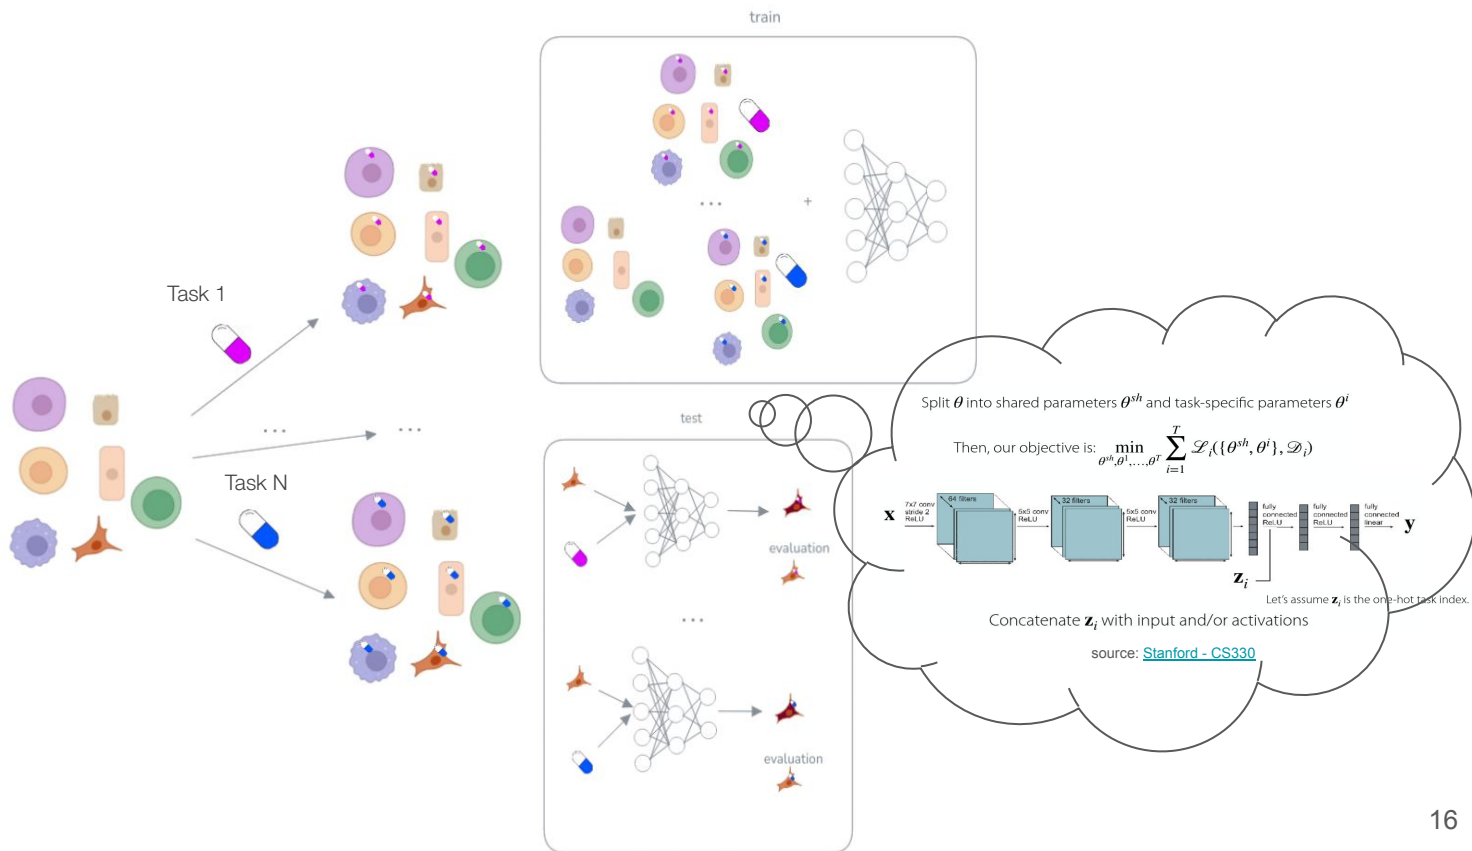 train
Task 1
+
...
...
...
Task N
test
evaluation
...
evaluation
Split θ into shared parameters θ^{sh} and task-specific parameters θ^i
Then, our objective is: min_{θ^{sh},θ^1,…,θ^T} ∑_{i=1}^{T} ℒ_i({θ^{sh}, θ^i}, 𝒟_i)
x
7x7 conv
stride 2
ReLU
64 filters
5x5 conv
ReLU
32 filters
5x5 conv
ReLU
32 filters
fully
connected
ReLU
fully
connected
ReLU
fully
connected
linear
y
z_i
Let's assume z_i is the one-hot task index.
Concatenate z_i with input and/or activations
source: Stanford - CS330
16